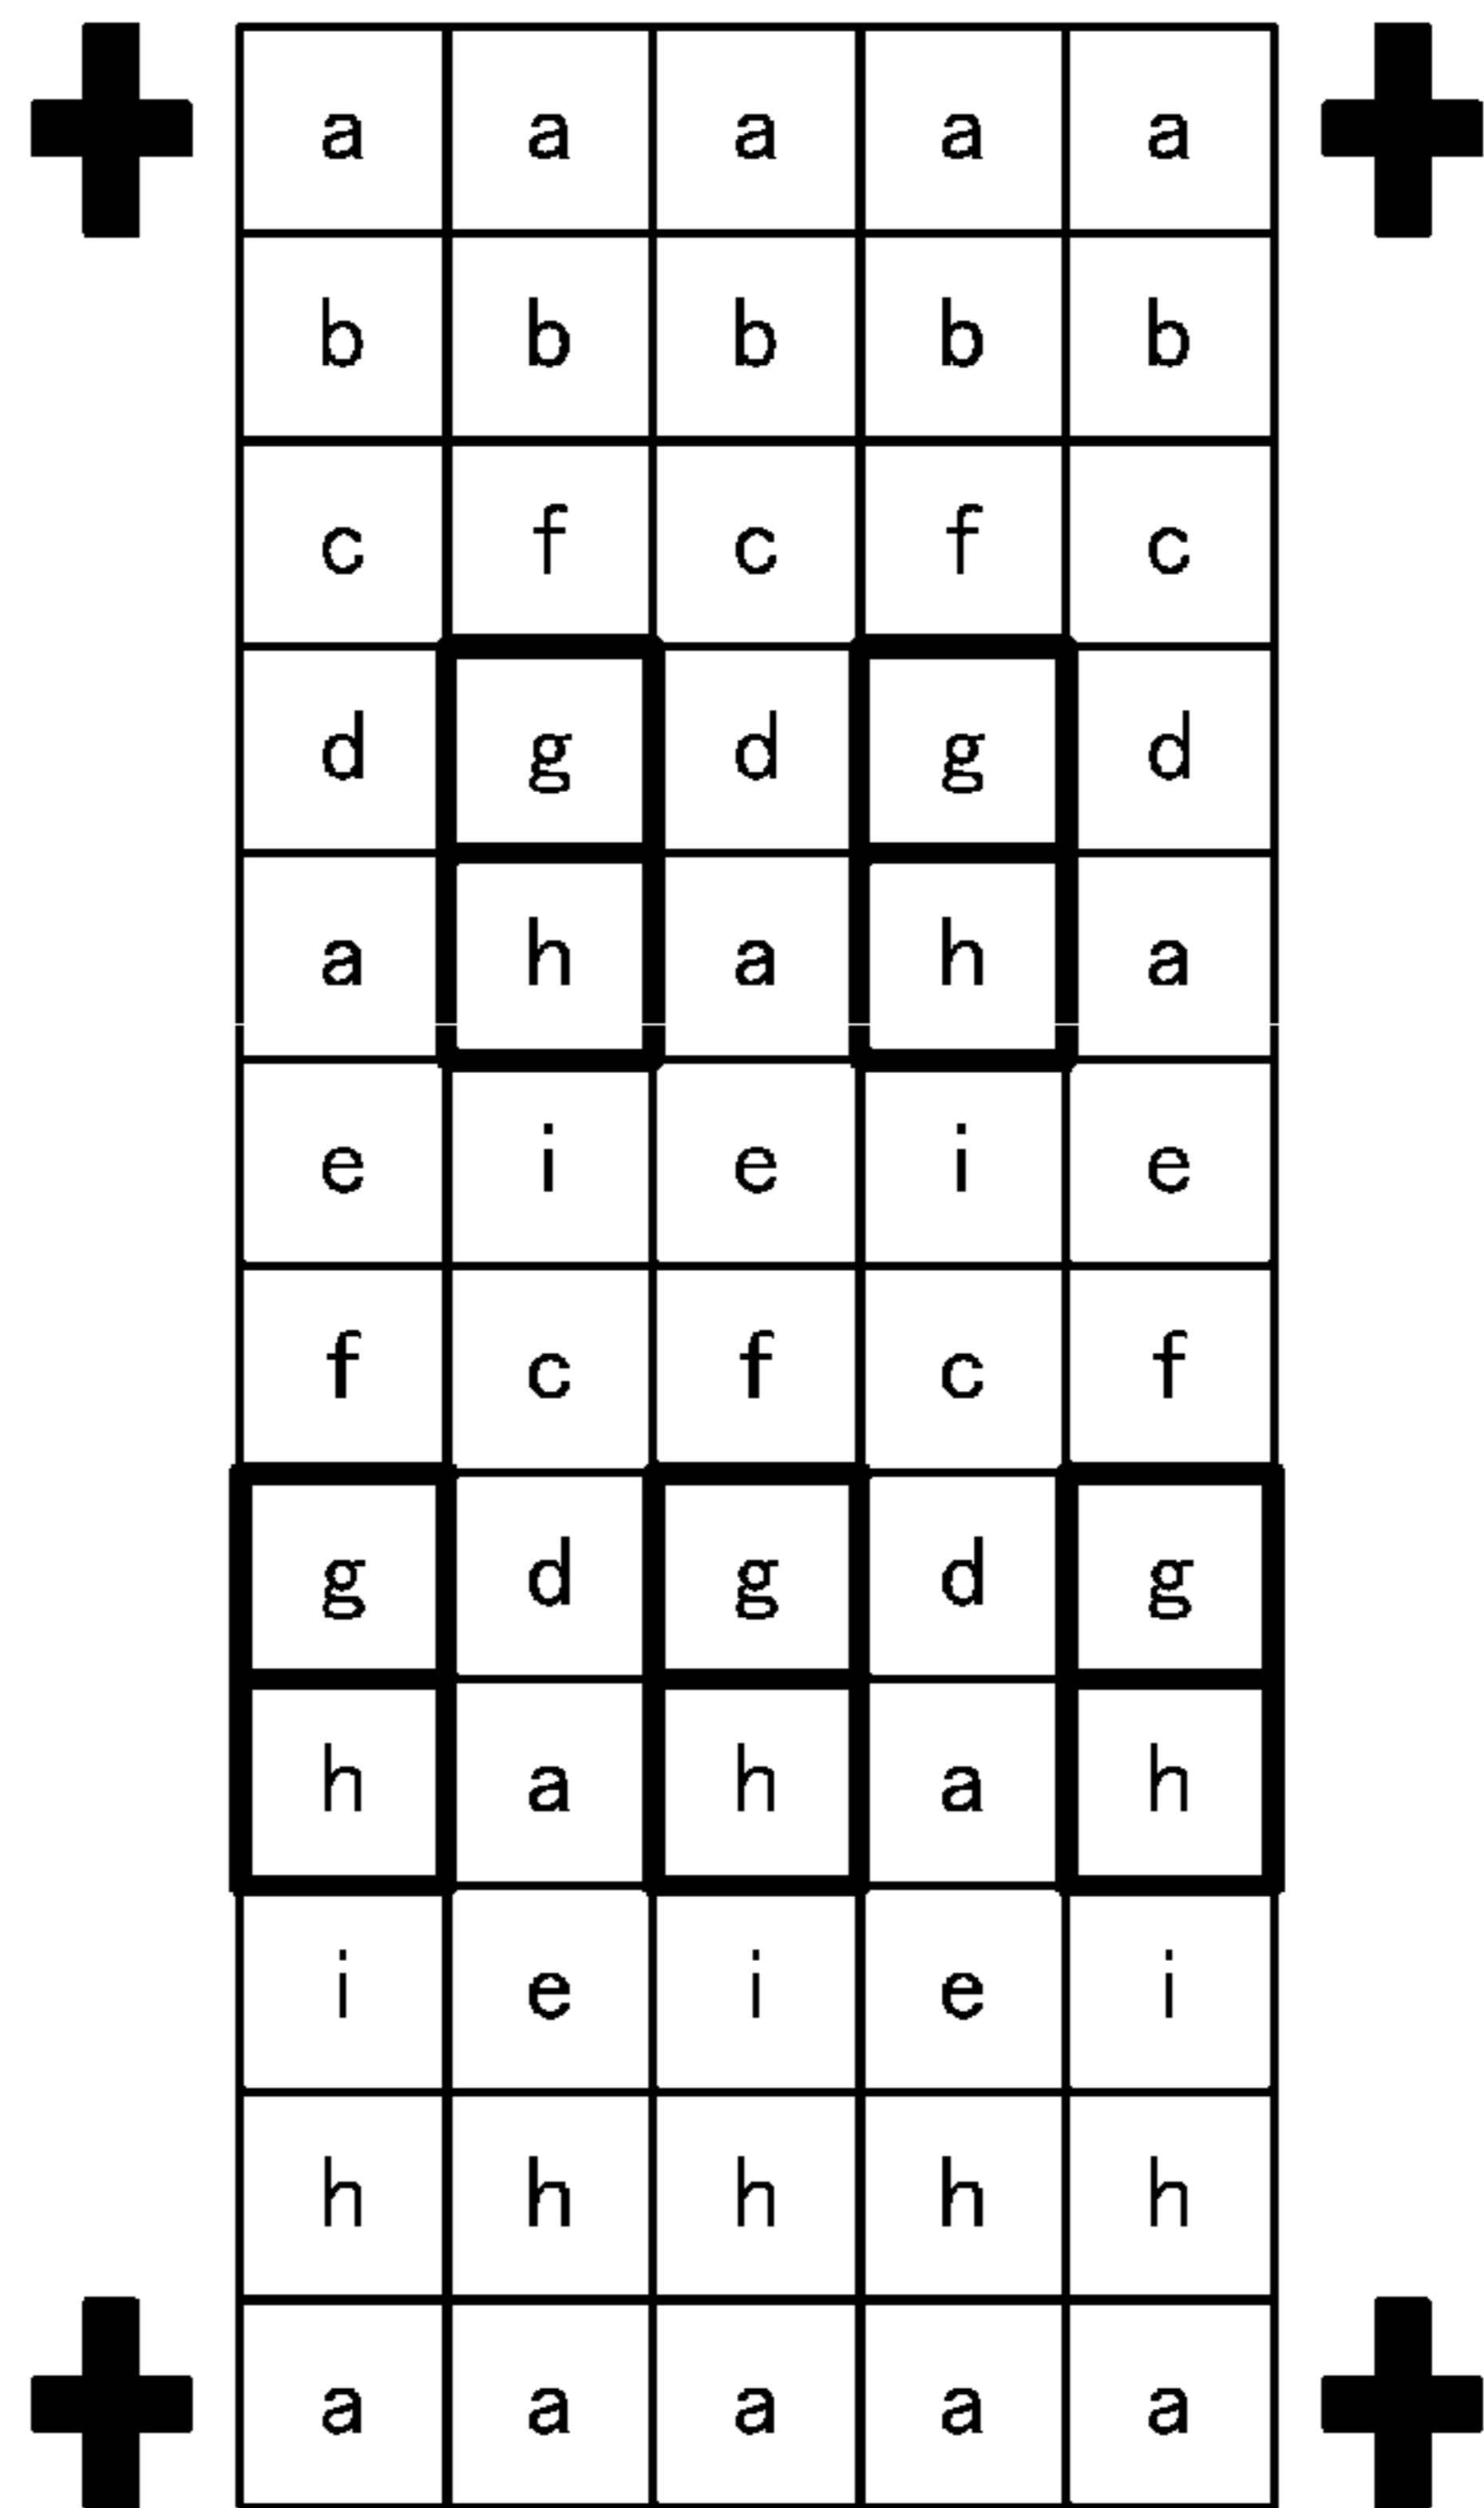 a a a a a
b b b b b
c f c f c
d g d g d
a h a h a
e i e i e
f c f c f
g d g d g
h a h a h
i e i e i
h h h h h
a a a a a